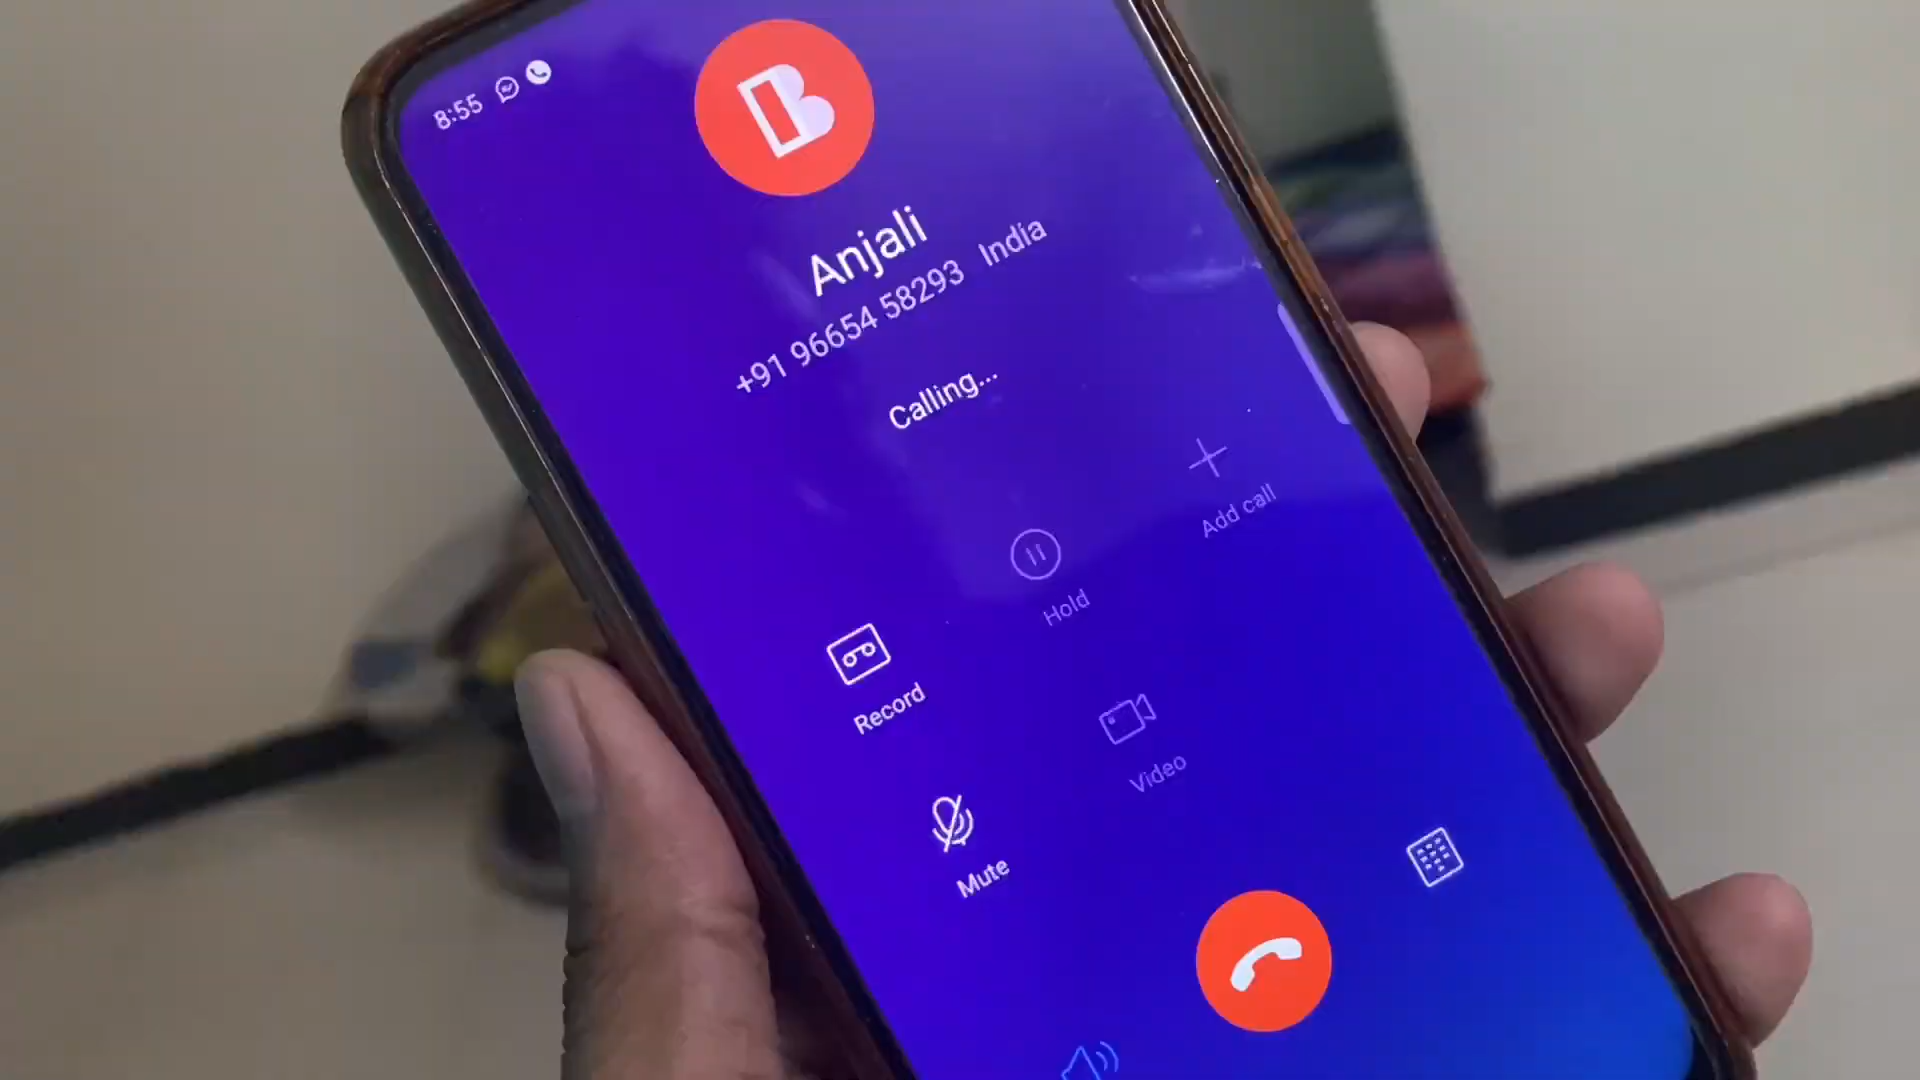 8:55
B
Anjali
+91 96654 58293 India
Calling...
Add call
Hold
Record
Video
Mute